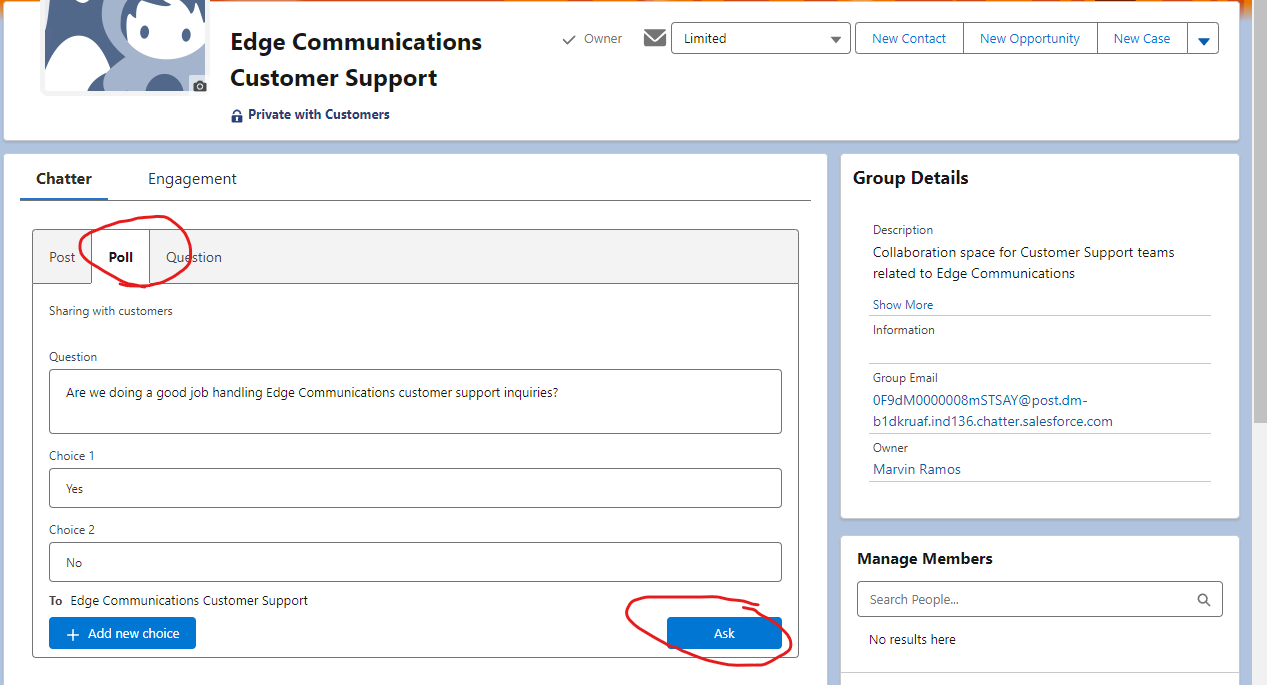 Edge Communications
Customer Support
Private with Customers
Owner
Limited
New Contact
New Opportunity
New Case
Chatter
Engagement
Post
Poll
Question
Sharing with customers
Question
Are we doing a good job handling Edge Communications customer support inquiries?
Choice 1
Yes
Choice 2
No
To Edge Communications Customer Support
Add new choice
Ask
Group Details
Description
Collaboration space for Customer Support teams
related to Edge Communications
Show More
Information
Group Email
0F9dM0000008mSTSAY@post.dm-
b1dkruaf.ind136.chatter.salesforce.com
Owner
Marvin Ramos
Manage Members
Search People...
No results here